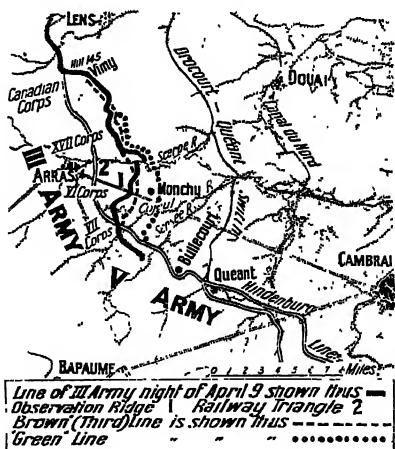 LENS
Hill 145
Vimy
Canadian
Corps
Drocourt
Quéant
DOUAI
Canal du Nord
XVII Corps
Scarpe R.
III
ARMY
ARRAS
2
1
Monchy
VI Corps
VII
Corps
Switch
Bullecourt
CAMBRAI
Queant
V
ARMY
Hindenburg
Line
BAPAUME
0 1 2 3 4 5 6 7 Miles
Line of III Army night of April 9 shown thus
Observation Ridge 1 Railway Triangle 2
Brown (Third) Line is shown thus
"Green" Line " " "